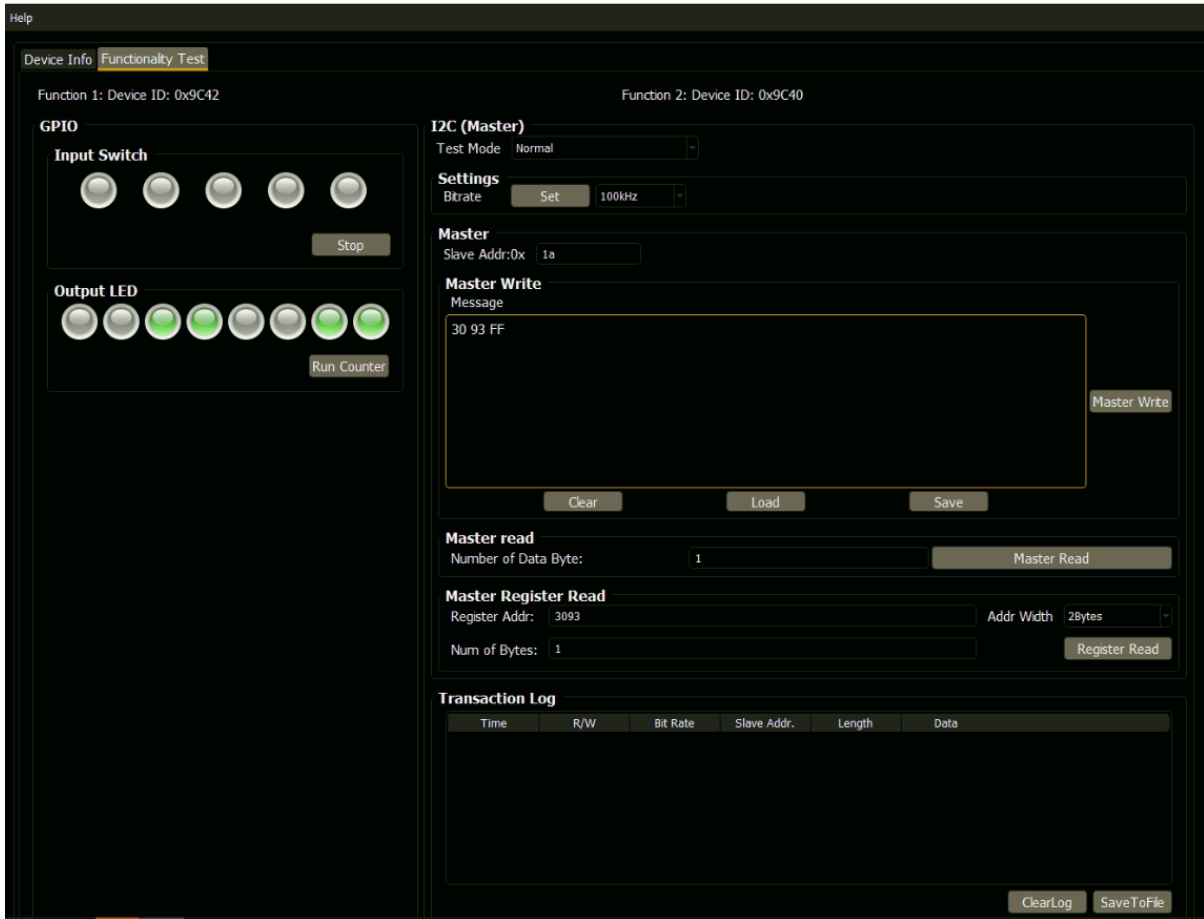 Help
Device Info Functionality Test
Function 1: Device ID: 0x9C42
Function 2: Device ID: 0x9C40
GPIO
Input Switch
Stop
Output LED
Run Counter
I2C (Master)
Test Mode Normal
Settings
Bitrate Set 100kHz
Master
Slave Addr:0x 1a
Master Write
Message
30 93 FF
Master Write
Clear Load Save
Master read
Number of Data Byte: 1 Master Read
Master Register Read
Register Addr: 3093 Addr Width 2Bytes
Num of Bytes: 1 Register Read
Transaction Log
Time R/W Bit Rate Slave Addr. Length Data
ClearLog SaveToFile